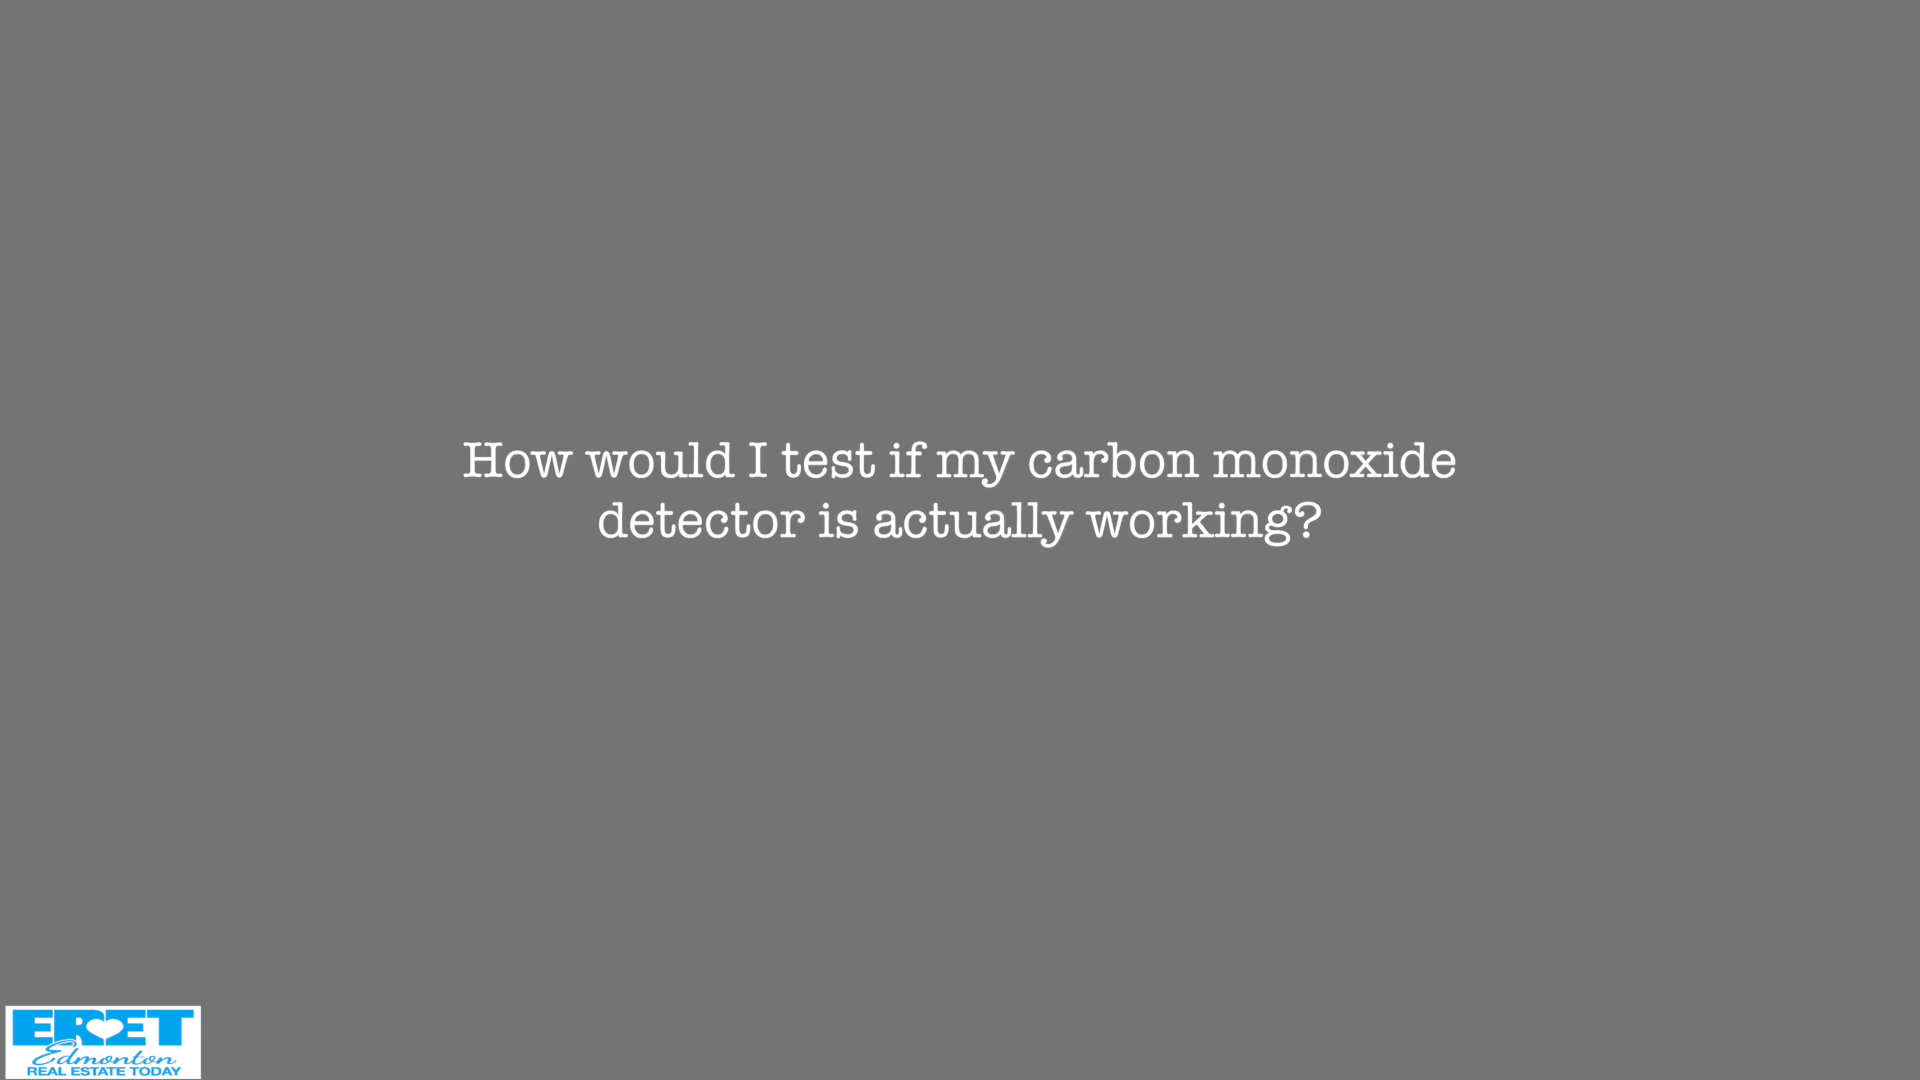 How would I test if my carbon monoxide
detector is actually working?
ERET
Edmonton
REAL ESTATE TODAY